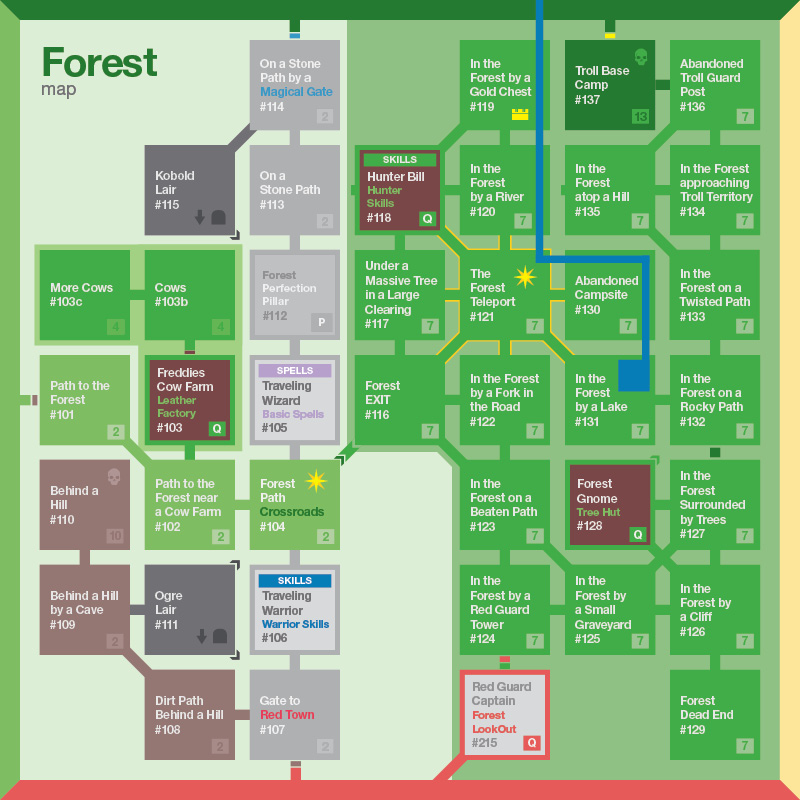 Forest
map
On a Stone
Path by a
Magical Gate
#114
2
In the
Forest by a
Gold Chest
#119
Troll Base
Camp
#137
13
Abandoned
Troll Guard
Post
#136
7
Kobold
Lair
#115
On a
Stone Path
#113
2
SKILLS
Hunter Bill
Hunter
Skills
#118
Q
In the
Forest
by a River
#120
7
In the
Forest
atop a Hill
#135
7
In the Forest
approaching
Troll Territory
#134
7
More Cows
#103c
4
Cows
#103b
4
Forest
Perfection
Pillar
#112
P
Under a
Massive Tree
in a Large
Clearing
#117
7
The
Forest
Teleport
#121
7
Abandoned
Campsite
#130
7
In the
Forest on a
Twisted Path
#133
7
Path to the
Forest
#101
2
Freddies
Cow Farm
Leather
Factory
#103
Q
SPELLS
Traveling
Wizard
Basic Spells
#105
Forest
EXIT
#116
7
In the Forest
by a Fork in
the Road
#122
7
In the
Forest
by a Lake
#131
7
In the
Forest on a
Rocky Path
#132
7
Behind a
Hill
#110
10
Path to the
Forest near
a Cow Farm
#102
2
Forest
Path
Crossroads
#104
2
In the
Forest on a
Beaten Path
#123
7
Forest
Gnome
Tree Hut
#128
Q
In the
Forest
Surrounded
by Trees
#127
7
Behind a Hill
by a Cave
#109
2
Ogre
Lair
#111
SKILLS
Traveling
Warrior
Warrior Skills
#106
In the
Forest by a
Red Guard
Tower
#124
7
In the
Forest by
a Small
Graveyard
#125
7
In the
Forest by
a Cliff
#126
7
Dirt Path
Behind a Hill
#108
2
Gate to
Red Town
#107
2
Red Guard
Captain
Forest
LookOut
#215
Q
Forest
Dead End
#129
7